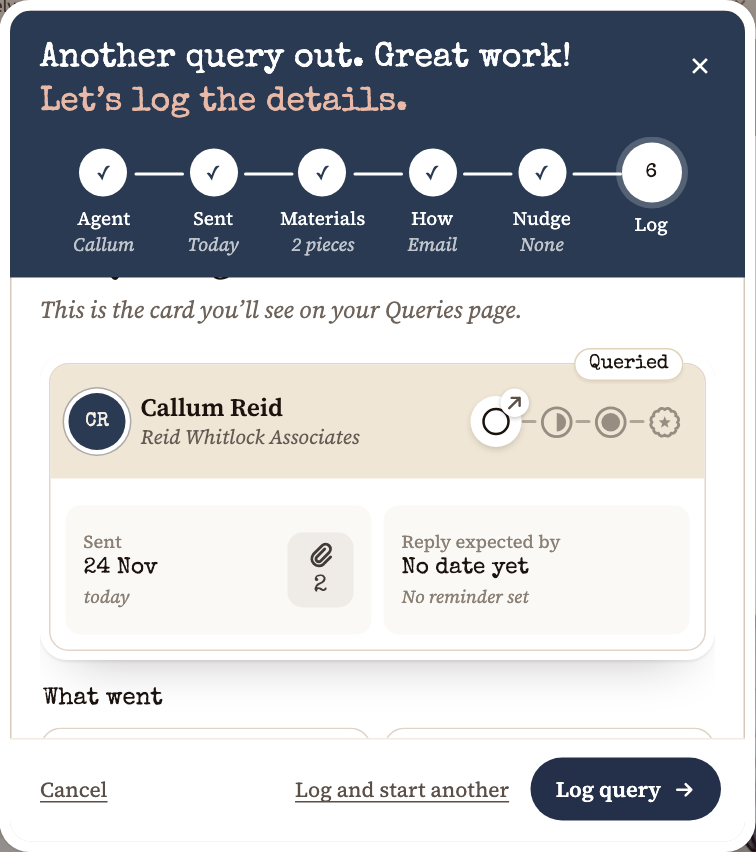 Another query out. Great work!
Let’s log the details.
✓ ✓ ✓ ✓ ✓ 6
Agent Sent Materials How Nudge Log
Callum Today 2 pieces Email None
This is the card you’ll see on your Queries page.
Queried
CR
Callum Reid
Reid Whitlock Associates
Sent
24 Nov
today
2
Reply expected by
No date yet
No reminder set
What went
Cancel
Log and start another
Log query →